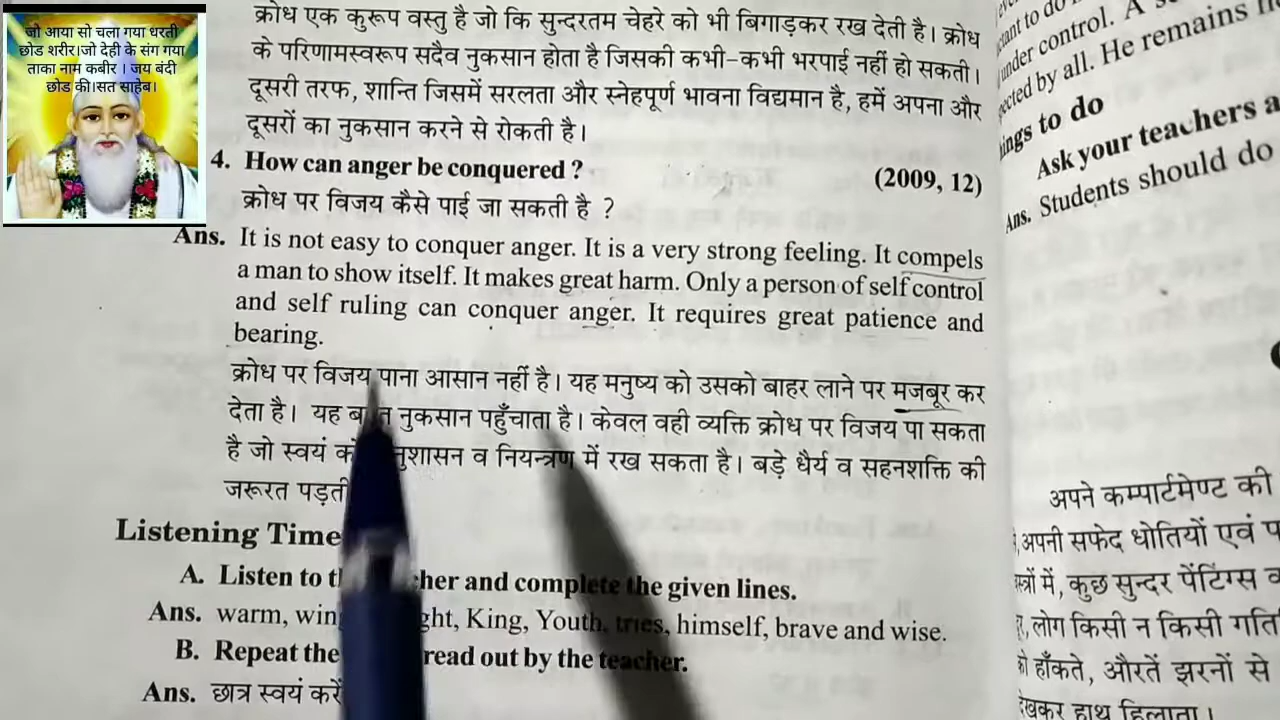 जो आया सो चला गया धरती
छोड शरीर।जो देही के संग गया
ताका नाम कबीर । जय बंदी
छोड की।सत साहेब।
क्रोध एक कुरूप वस्तु है जो कि सुन्दरतम चेहरे को भी बिगाड़कर रख देती है। क्रोध
के परिणामस्वरूप सदैव नुकसान होता है जिसकी कभी-कभी भरपाई नहीं हो सकती।
दूसरी तरफ, शान्ति जिसमें सरलता और स्नेहपूर्ण भावना विद्यमान है, हमें अपना और
दूसरों का नुकसान करने से रोकती है।
4. How can anger be conquered ? (2009, 12)
क्रोध पर विजय कैसे पाई जा सकती है ?
Ans. It is not easy to conquer anger. It is a very strong feeling. It compels
a man to show itself. It makes great harm. Only a person of self control
and self ruling can conquer anger. It requires great patience and
bearing.
क्रोध पर विजय पाना आसान नहीं है। यह मनुष्य को उसको बाहर लाने पर मजबूर कर
देता है। यह नुकसान पहुँचाता है। केवल वही व्यक्ति क्रोध पर विजय पा सकता
है जो स्वयं व नियन्त्रण में रख सकता है। बड़े धैर्य व सहनशक्ति की
जरूरत पड़ती
Listening Time
A. Listen to and complete the given lines.
Ans. warm, King, Youth, tries, himself, brave and wise.
B. Repeat the read out by the teacher.
Ans. छात्र स्वयं करें
to do
under control. A
by all. He remains
to do
Ask your teachers
Ans. Students should do
अपने कम्पार्टमेण्ट की
अपनी सफेद धोतियों एवं
में, कुछ सुन्दर पेंटिंग्स
लोग किसी न किसी गति
हाँकते, औरतें झरनों से
देखकर हाथ हिलाता।